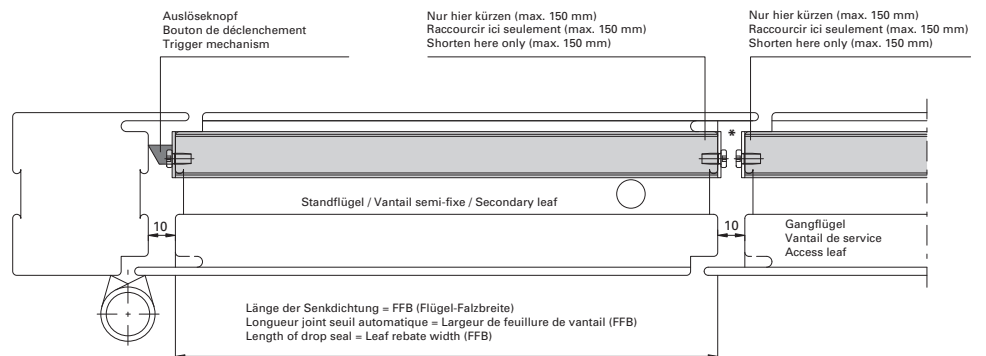 Auslöseknopf
Bouton de déclenchement
Trigger mechanism
Nur hier kürzen (max. 150 mm)
Raccourcir ici seulement (max. 150 mm)
Shorten here only (max. 150 mm)
Nur hier kürzen (max. 150 mm)
Raccourcir ici seulement (max. 150 mm)
Shorten here only (max. 150 mm)
*
Standflügel / Vantail semi-fixe / Secondary leaf
10
10
Gangflügel
Vantail de service
Access leaf
Länge der Senkdichtung = FFB (Flügel-Falzbreite)
Longueur joint seuil automatique = Largeur de feuillure de vantail (FFB)
Length of drop seal = Leaf rebate width (FFB)